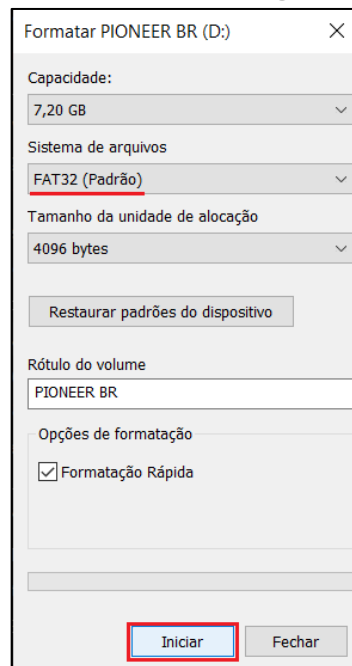 Formatar PIONEER BR (D:)
Capacidade:
7,20 GB
Sistema de arquivos
FAT32 (Padrão)
Tamanho da unidade de alocação
4096 bytes
Restaurar padrões do dispositivo
Rótulo do volume
PIONEER BR
Opções de formatação
Formatação Rápida
Iniciar
Fechar